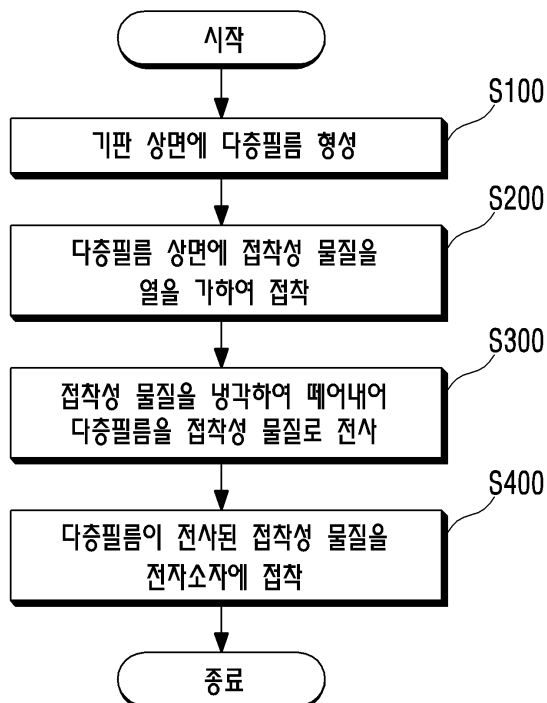 시작
S100
기판 상면에 다층필름 형성
S200
다층필름 상면에 접착성 물질을
열을 가하여 접착
S300
접착성 물질을 냉각하여 떼어내어
다층필름을 접착성 물질로 전사
S400
다층필름이 전사된 접착성 물질을
전자소자에 접착
종료